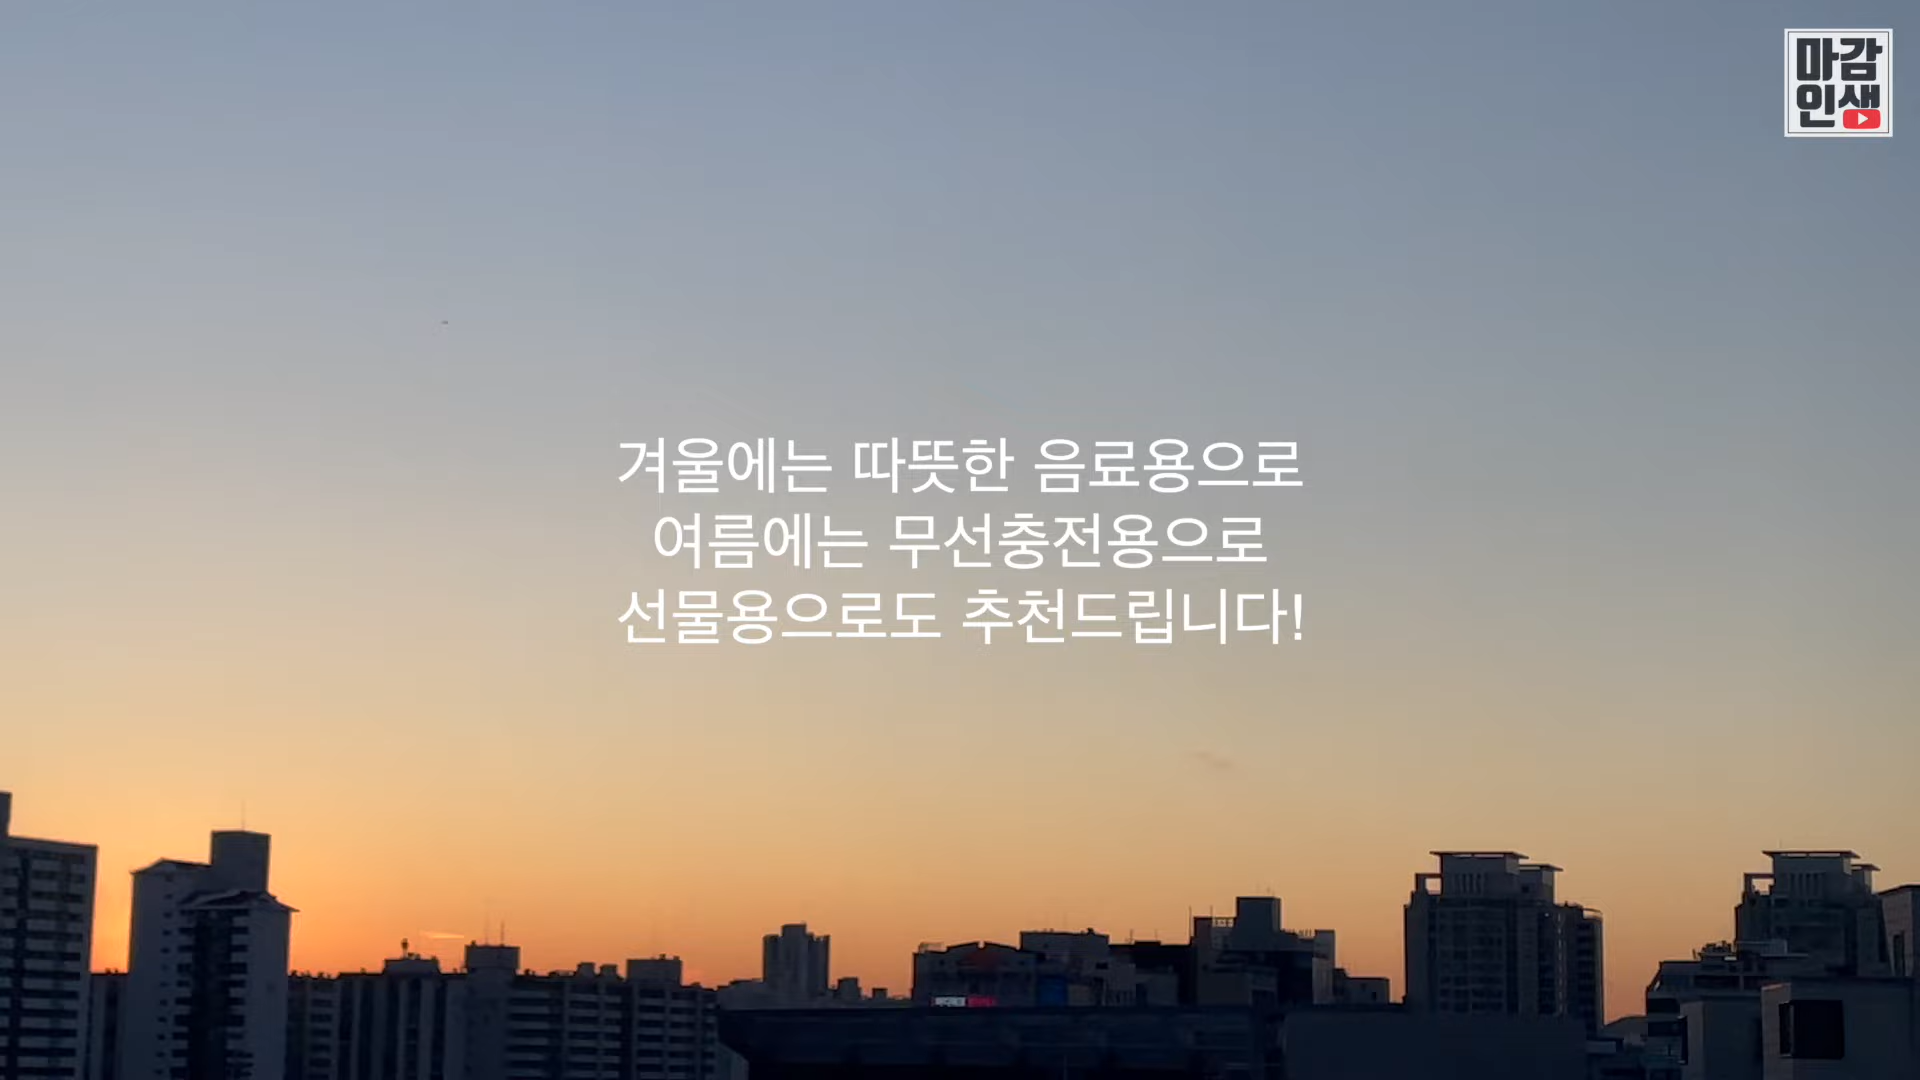 마감
인생
겨울에는 따뜻한 음료용으로
여름에는 무선충전용으로
선물용으로도 추천드립니다!